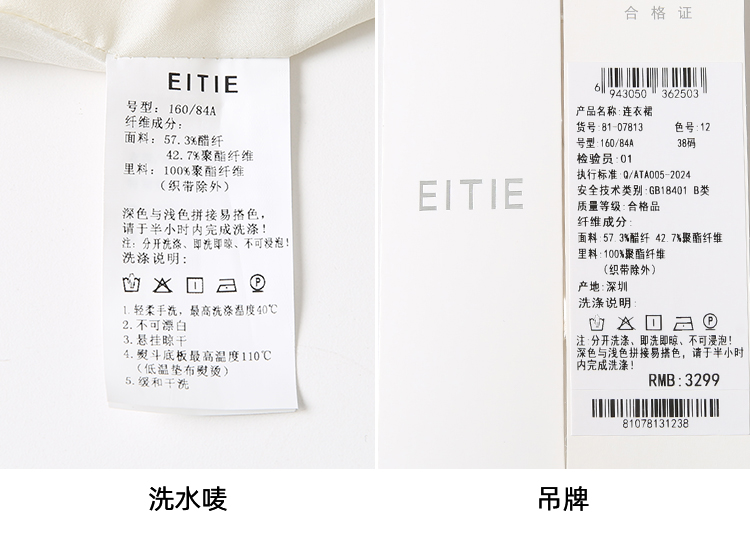 EITIE
号型: 160/84A
纤维成分:
面料: 57.3%醋纤
42.7%聚酯纤维
里料: 100%聚酯纤维
(织带除外)
深色与浅色拼接易搭色,
请于半小时内完成洗涤!
注: 分开洗涤、即洗即晾、不可浸泡!
洗涤说明:
1.轻柔手洗, 最高洗涤温度40℃
2.不可漂白
3.悬挂晾干
4.熨斗底板最高温度110℃
(低温垫布熨烫)
5.缓和干洗
洗水唛
EITIE
合格证
6 943050 362503
产品名称:连衣裙
货号:81-07813 色号:12
号型:160/84A 38码
检验员:01
执行标准:Q/ATA005-2024
安全技术类别:GB18401 B类
质量等级:合格品
纤维成分:
面料:57.3%醋纤 42.7%聚酯纤维
里料:100%聚酯纤维
(织带除外)
产地:深圳
洗涤说明:
注:分开洗涤、即洗即晾、不可浸泡!
深色与浅色拼接易搭色, 请于半小时
内完成洗涤!
RMB:3299
81078131238
吊牌